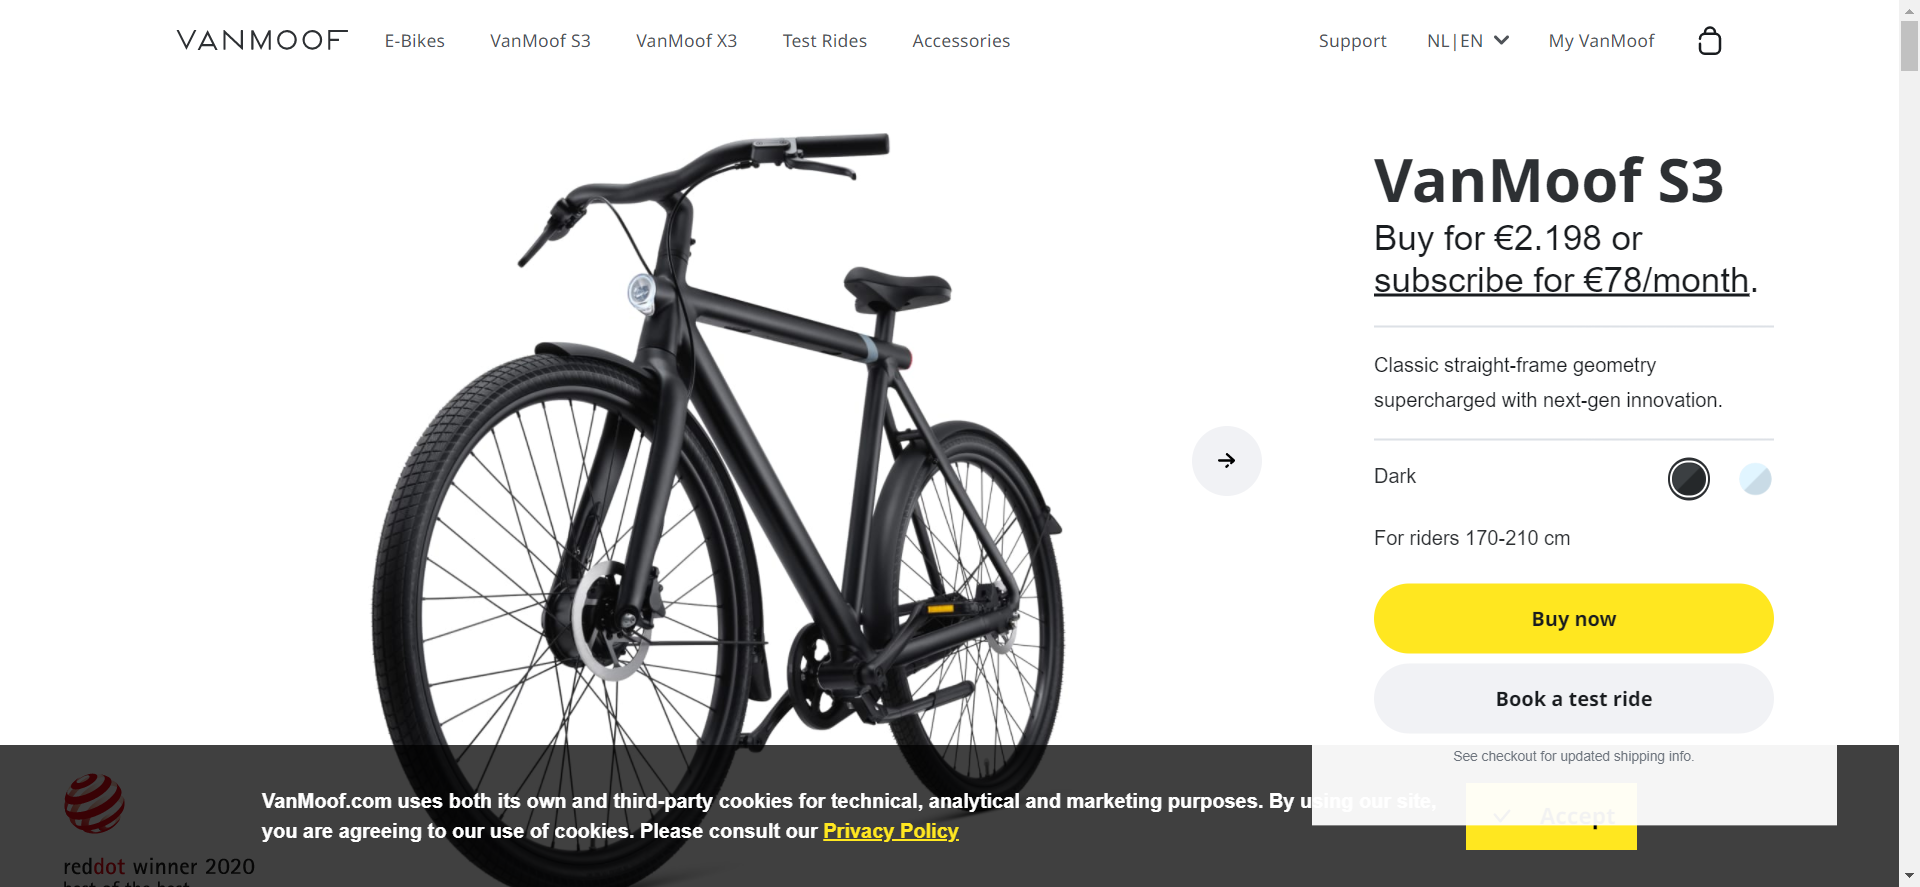 VANMOOF
E-Bikes
VanMoof S3
VanMoof X3
Test Rides
Accessories
Support
NL|EN
My VanMoof
VanMoof S3
Buy for €2.198 or
subscribe for €78/month.
Classic straight-frame geometry
supercharged with next-gen innovation.
Dark
For riders 170-210 cm
Buy now
Book a test ride
See checkout for updated shipping info.
VanMoof.com uses both its own and third-party cookies for technical, analytical and marketing purposes. By using our site,
you are agreeing to our use of cookies. Please consult our Privacy Policy
Accept
reddot winner 2020
best of the best